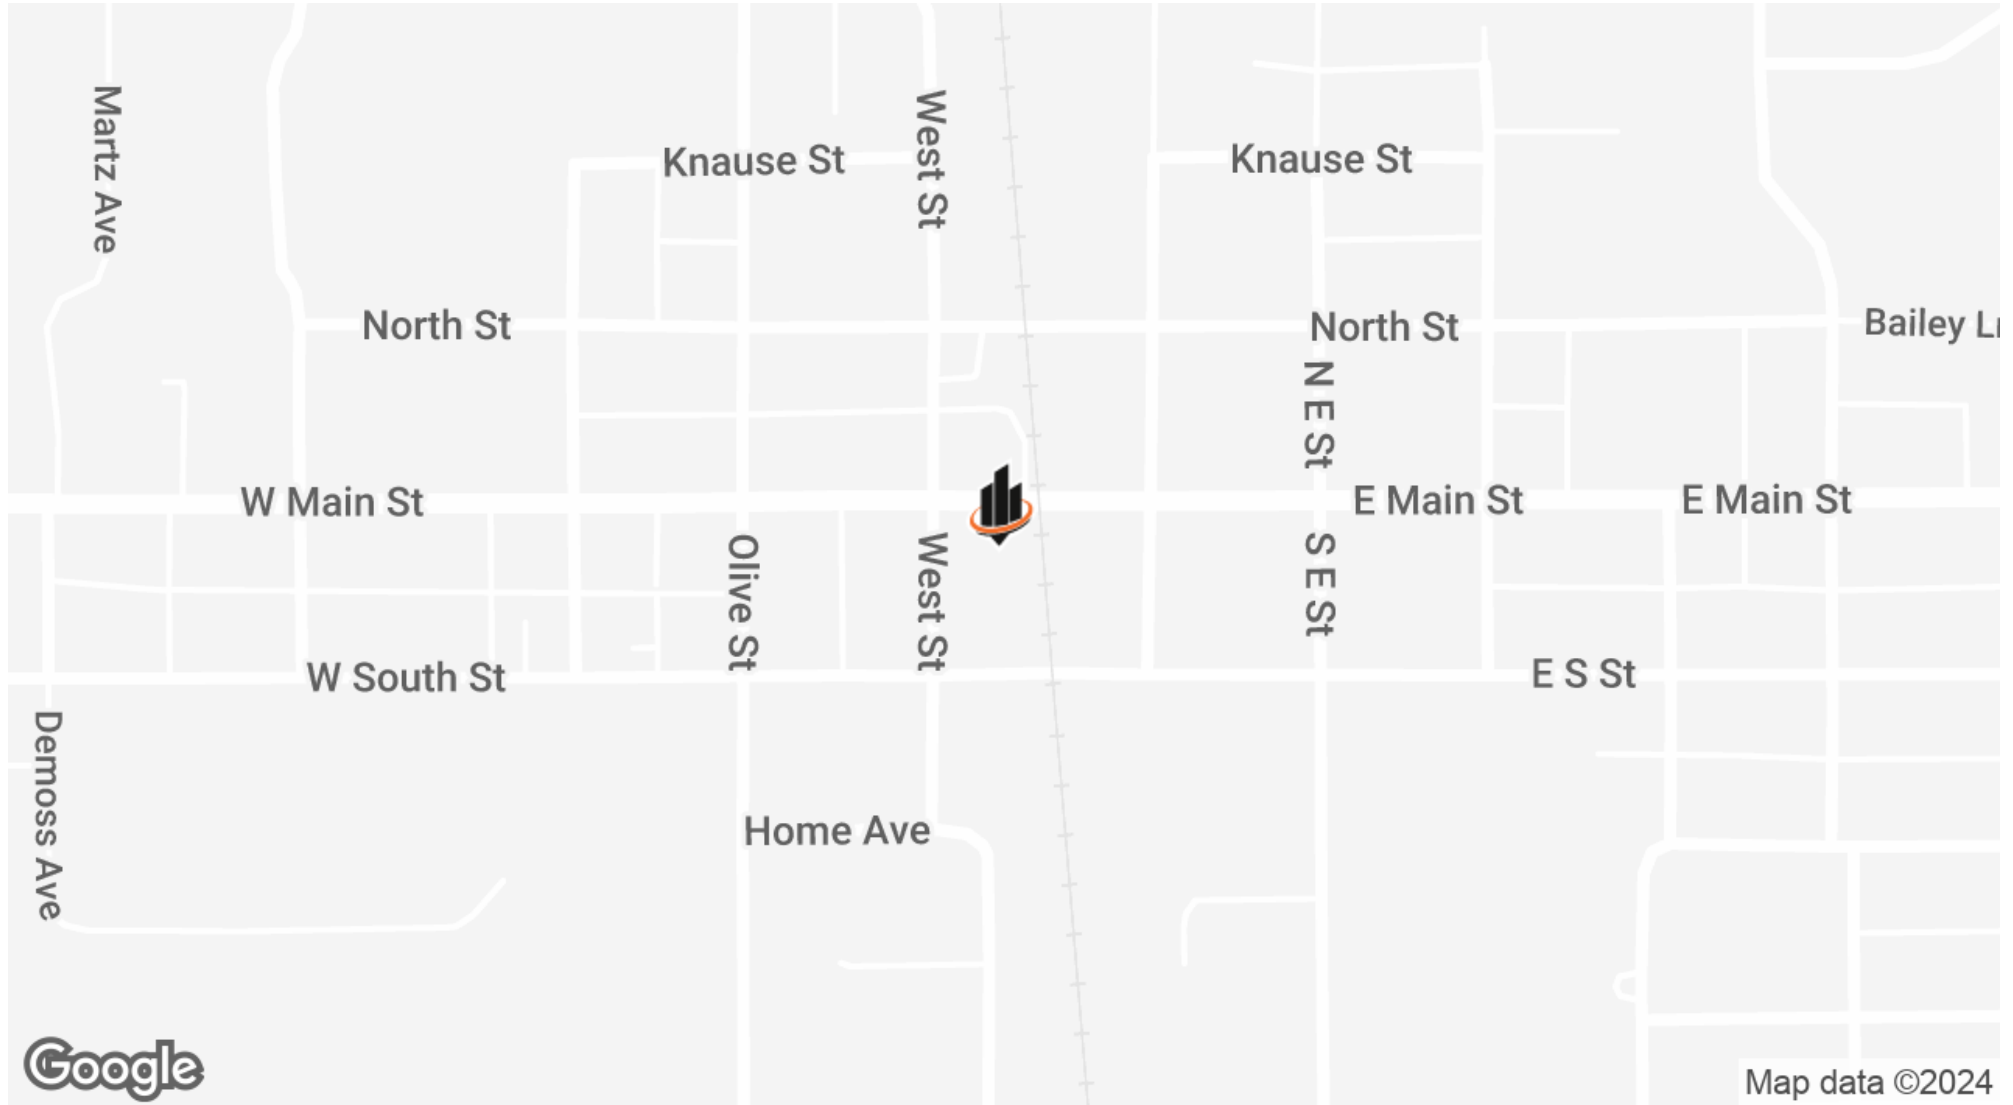 Martz Ave
West St
Knause St
Knause St
North St
North St
Bailey Ln
N E St
W Main St
E Main St
E Main St
Olive St
West St
S E St
W South St
E S St
Demoss Ave
Home Ave
Google
Map data ©2024